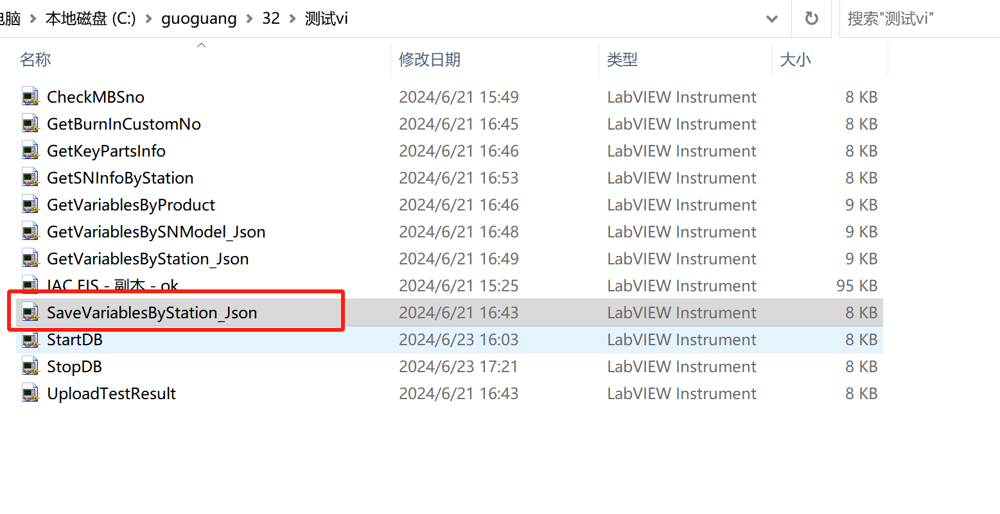 电脑 > 本地磁盘 (C:) > guoguang > 32 > 测试vi 搜索"测试vi"
名称 修改日期 类型 大小
CheckMBSno 2024/6/21 15:49 LabVIEW Instrument 8 KB
GetBurnInCustomNo 2024/6/21 16:45 LabVIEW Instrument 8 KB
GetKeyPartsInfo 2024/6/21 16:46 LabVIEW Instrument 8 KB
GetSNInfoByStation 2024/6/21 16:53 LabVIEW Instrument 8 KB
GetVariablesByProduct 2024/6/21 16:46 LabVIEW Instrument 9 KB
GetVariablesBySNModel_Json 2024/6/21 16:48 LabVIEW Instrument 9 KB
GetVariablesByStation_Json 2024/6/21 16:49 LabVIEW Instrument 9 KB
IAC FIS - 副本 - ok 2024/6/21 15:25 LabVIEW Instrument 95 KB
SaveVariablesByStation_Json 2024/6/21 16:43 LabVIEW Instrument 8 KB
StartDB 2024/6/23 16:03 LabVIEW Instrument 8 KB
StopDB 2024/6/23 17:21 LabVIEW Instrument 8 KB
UploadTestResult 2024/6/21 16:43 LabVIEW Instrument 8 KB